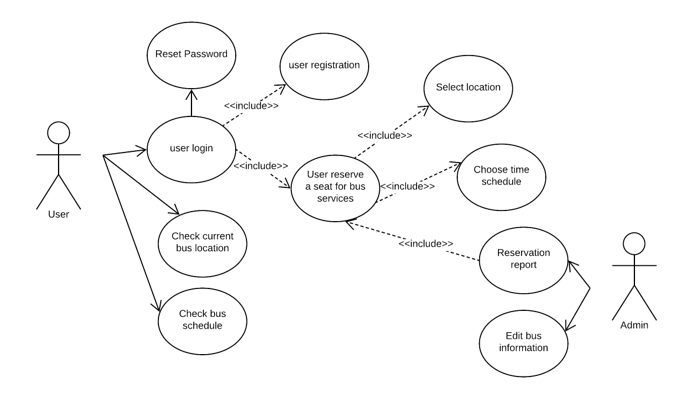 Reset Password
user registration
Select location
<<include>>
<<include>>
user login
<<include>>
User reserve
a seat for bus
services
<<include>>
Choose time
schedule
User
Check current
bus location
<<include>>
Reservation
report
Check bus
schedule
Admin
Edit bus
information